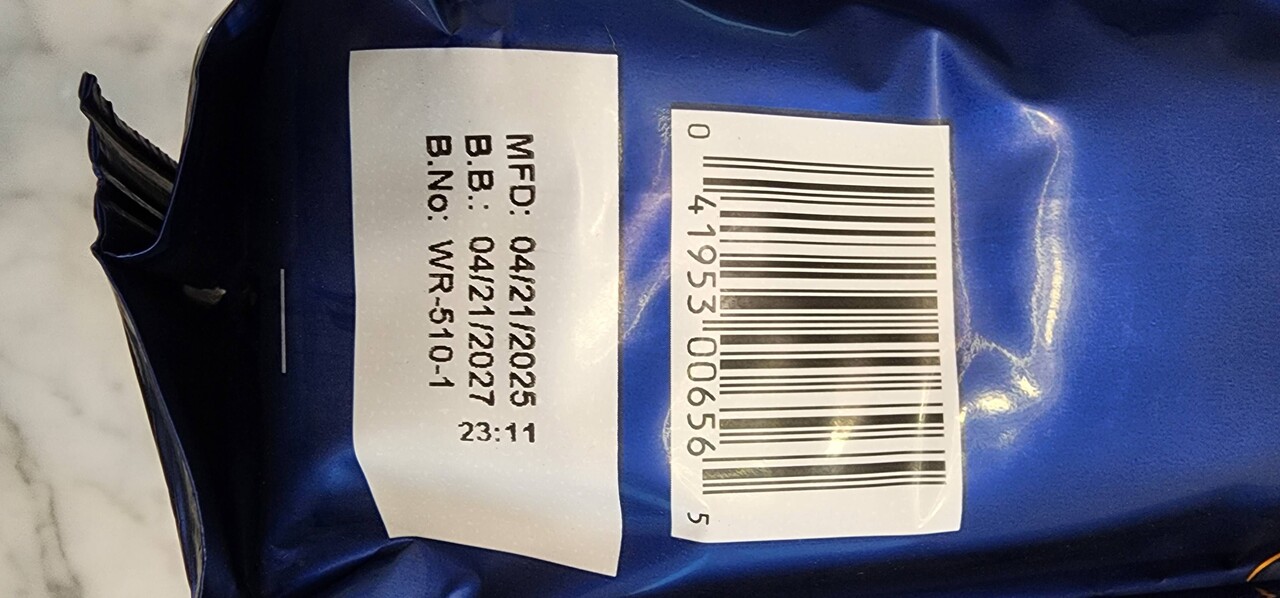 MFD: 04/21/2025
B.B.: 04/21/2027
B.No: WR-510-1
23:11
0 41953 00656 5